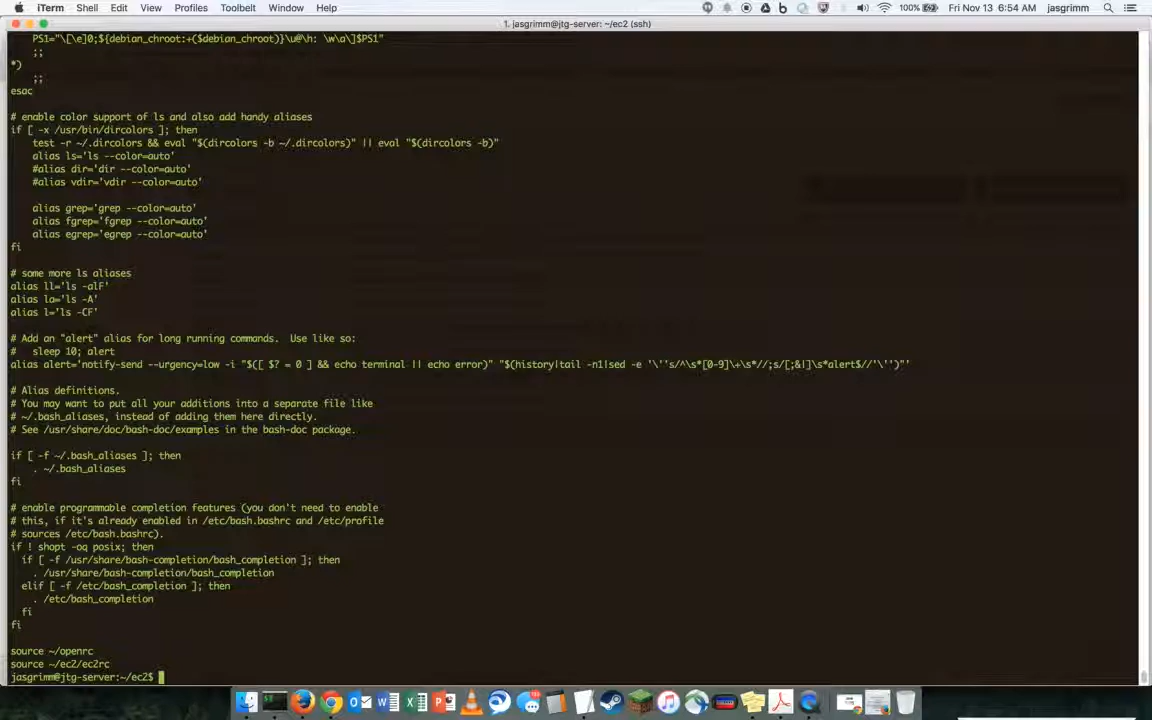 iTerm Shell Edit View Profiles Toolbelt Window Help 100% Fri Nov 13 6:54 AM jasgrimm
1. jasgrimm@jtg-server: ~/ec2 (ssh)
PS1="\[\e]0;${debian_chroot:+($debian_chroot)}\u@\h: \w\a\]$PS1"
;;
*)
;;
esac
# enable color support of ls and also add handy aliases
if [ -x /usr/bin/dircolors ]; then
test -r ~/.dircolors && eval "$(dircolors -b ~/.dircolors)" || eval "$(dircolors -b)"
alias ls='ls --color=auto'
#alias dir='dir --color=auto'
#alias vdir='vdir --color=auto'
alias grep='grep --color=auto'
alias fgrep='fgrep --color=auto'
alias egrep='egrep --color=auto'
fi
# some more ls aliases
alias ll='ls -alF'
alias la='ls -A'
alias l='ls -CF'
# Add an "alert" alias for long running commands.  Use like so:
#   sleep 10; alert
alias alert='notify-send --urgency=low -i "$([ $? = 0 ] && echo terminal || echo error)" "$(history|tail -n1|sed -e '\''s/^\s*[0-9]\+\s*//;s/[;&|]\s*alert$//'\'')"'
# Alias definitions.
# You may want to put all your additions into a separate file like
# ~/.bash_aliases, instead of adding them here directly.
# See /usr/share/doc/bash-doc/examples in the bash-doc package.
if [ -f ~/.bash_aliases ]; then
. ~/.bash_aliases
fi
# enable programmable completion features (you don't need to enable
# this, if it's already enabled in /etc/bash.bashrc and /etc/profile
# sources /etc/bash.bashrc).
if ! shopt -oq posix; then
if [ -f /usr/share/bash-completion/bash_completion ]; then
. /usr/share/bash-completion/bash_completion
elif [ -f /etc/bash_completion ]; then
. /etc/bash_completion
fi
fi
source ~/openrc
source ~/ec2/ec2rc
jasgrimm@jtg-server:~/ec2$